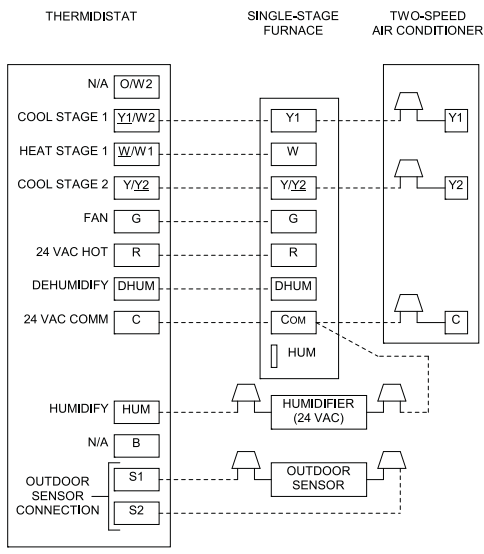 THERMIDISTAT
SINGLE-STAGE
FURNACE
TWO-SPEED
AIR CONDITIONER
N/A O/W2
COOL STAGE 1 Y1/W2 Y1 Y1
HEAT STAGE 1 W/W1 W
COOL STAGE 2 Y/Y2 Y/Y2 Y2
FAN G G
24 VAC HOT R R
DEHUMIDIFY DHUM DHUM
24 VAC COMM C COM C
HUM
HUMIDIFY HUM
HUMIDIFIER
(24 VAC)
N/A B
OUTDOOR
SENSOR
CONNECTION
S1
S2
OUTDOOR
SENSOR